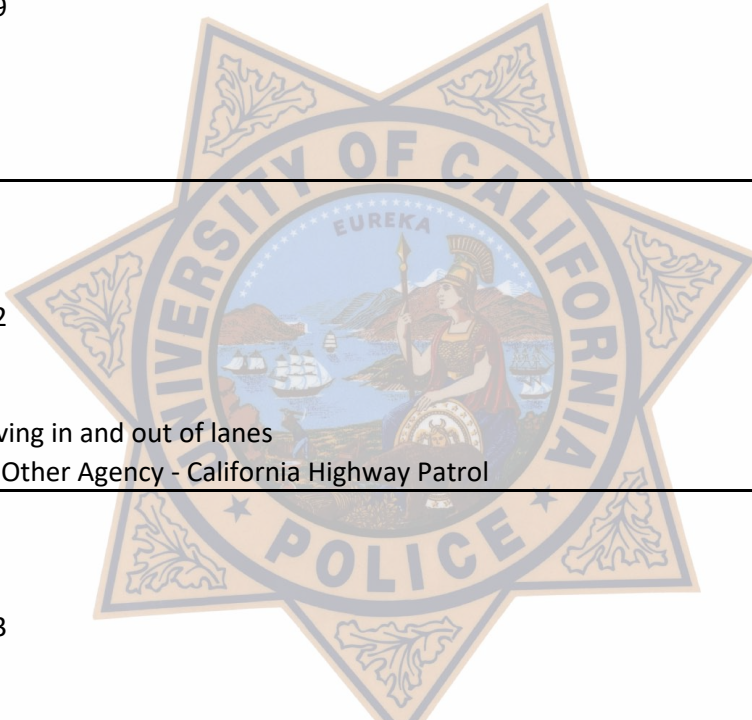 9
UNIVERSITY OF CALIFORNIA
EUREKA
2
ving in and out of lanes
Other Agency - California Highway Patrol
POLICE
3